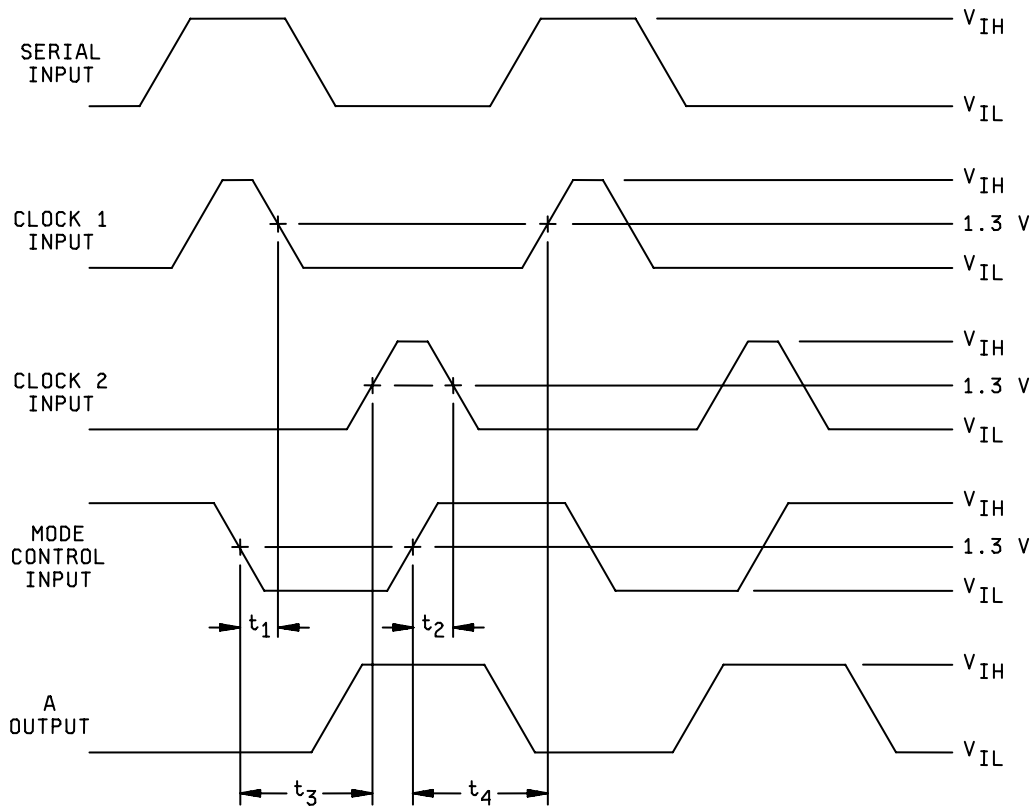 SERIAL
INPUT
V_IH
V_IL
CLOCK 1
INPUT
V_IH
1.3 V
V_IL
CLOCK 2
INPUT
V_IH
1.3 V
V_IL
MODE
CONTROL
INPUT
V_IH
1.3 V
V_IL
t_1
t_2
A
OUTPUT
V_IH
V_IL
t_3
t_4